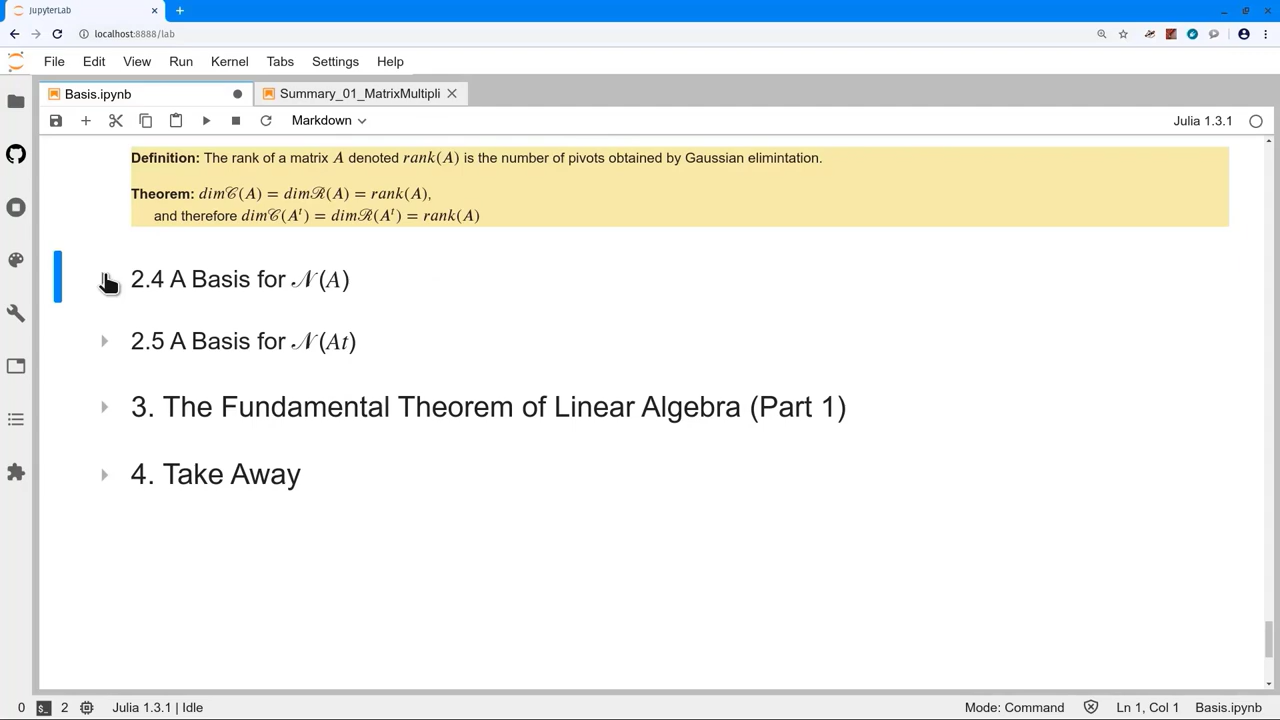 JupyterLab
localhost:8888/lab
File Edit View Run Kernel Tabs Settings Help
Basis.ipynb
Summary_01_MatrixMultipli
Markdown
Julia 1.3.1
Definition: The rank of a matrix A denoted rank(A) is the number of pivots obtained by Gaussian elimintation.
Theorem: dim𝒞(A) = dimℛ(A) = rank(A),
and therefore dim𝒞(Aᵗ) = dimℛ(Aᵗ) = rank(A)
2.4 A Basis for 𝒩(A)
2.5 A Basis for 𝒩(At)
3. The Fundamental Theorem of Linear Algebra (Part 1)
4. Take Away
0 $_ 2 Julia 1.3.1 | Idle Mode: Command Ln 1, Col 1 Basis.ipynb